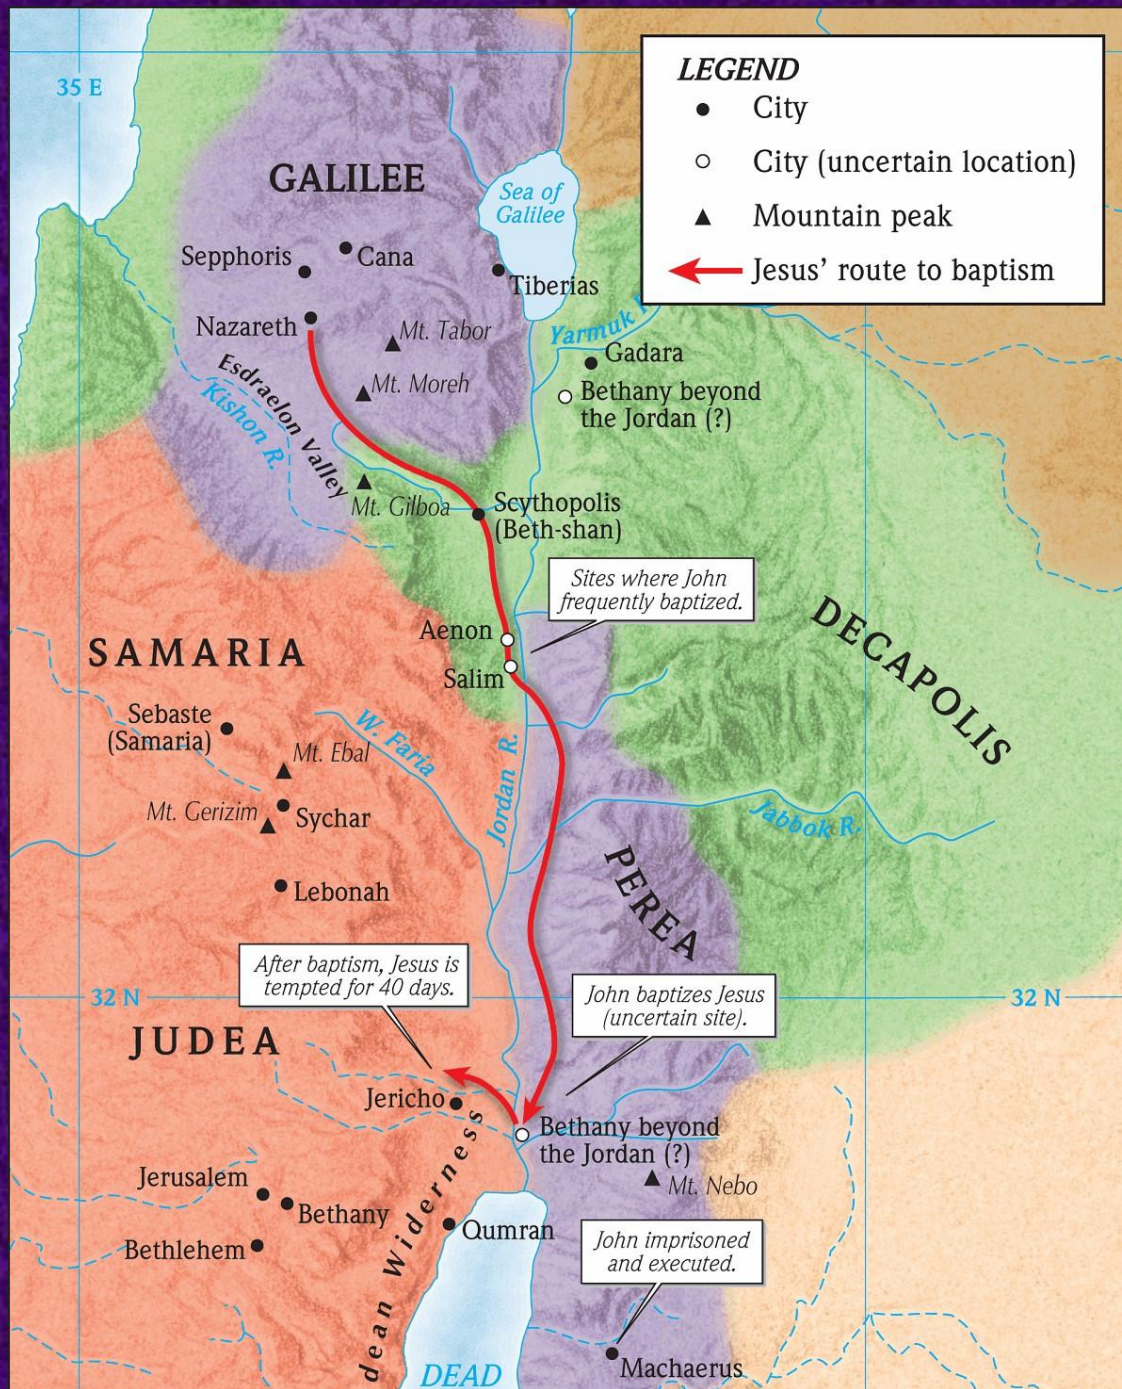 35 E
LEGEND
City
City (uncertain location)
Mountain peak
Jesus' route to baptism
GALILEE
Sea of
Galilee
Sepphoris
Cana
Tiberias
Nazareth
Mt. Tabor
Yarmuk
Gadara
Mt. Moreh
Bethany beyond
the Jordan (?)
Esdraelon Valley
Kishon R.
Mt. Gilboa
Scythopolis
(Beth-shan)
Sites where John
frequently baptized.
Aenon
Salim
SAMARIA
DECAPOLIS
Sebaste
(Samaria)
W. Faria
Mt. Ebal
Jordan R.
Mt. Gerizim
Sychar
Jabbok R.
Lebonah
PEREA
After baptism, Jesus is
tempted for 40 days.
John baptizes Jesus
(uncertain site).
32 N
32 N
JUDEA
Jericho
Bethany beyond
the Jordan (?)
Jerusalem
Bethany
Mt. Nebo
Bethlehem
Qumran
dean Widerness
John imprisoned
and executed.
Machaerus
DEAD